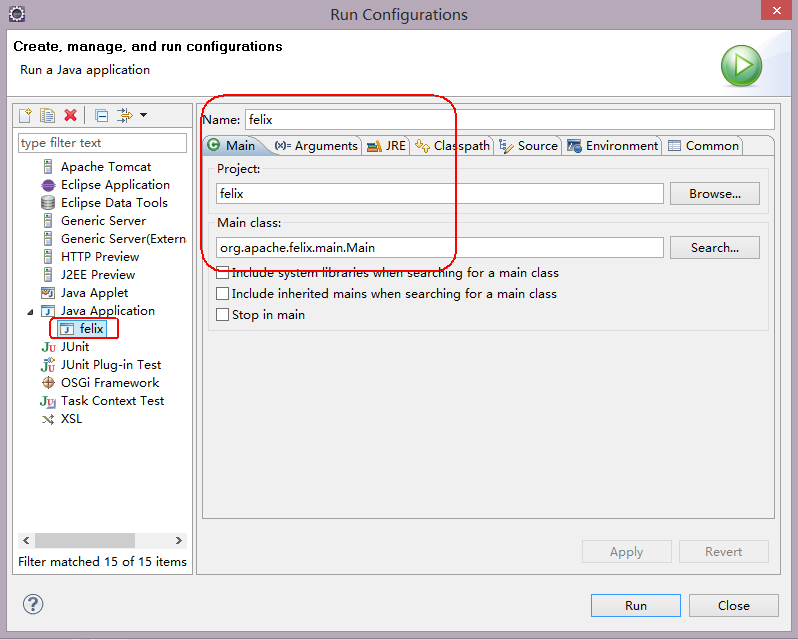 Run Configurations
Create, manage, and run configurations
Run a Java application
type filter text
Apache Tomcat
Eclipse Application
Eclipse Data Tools
Generic Server
Generic Server(Extern
HTTP Preview
J2EE Preview
Java Applet
Java Application
felix
JUnit
JUnit Plug-in Test
OSGi Framework
Task Context Test
XSL
Filter matched 15 of 15 items
Name: felix
Main (x)= Arguments JRE Classpath Source Environment Common
Project:
felix Browse...
Main class:
org.apache.felix.main.Main Search...
Include system libraries when searching for a main class
Include inherited mains when searching for a main class
Stop in main
Apply Revert
Run Close